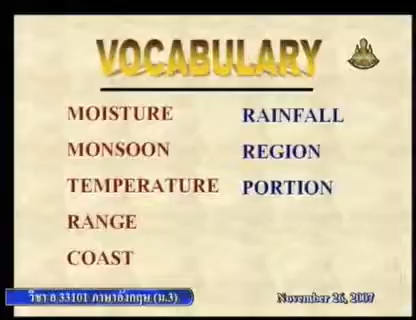 VOCABULARY
MOISTURE
MONSOON
TEMPERATURE
RANGE
COAST
RAINFALL
REGION
PORTION
วิชา อ 33101 ภาษาอังกฤษ (ม.3)
November 26, 2007